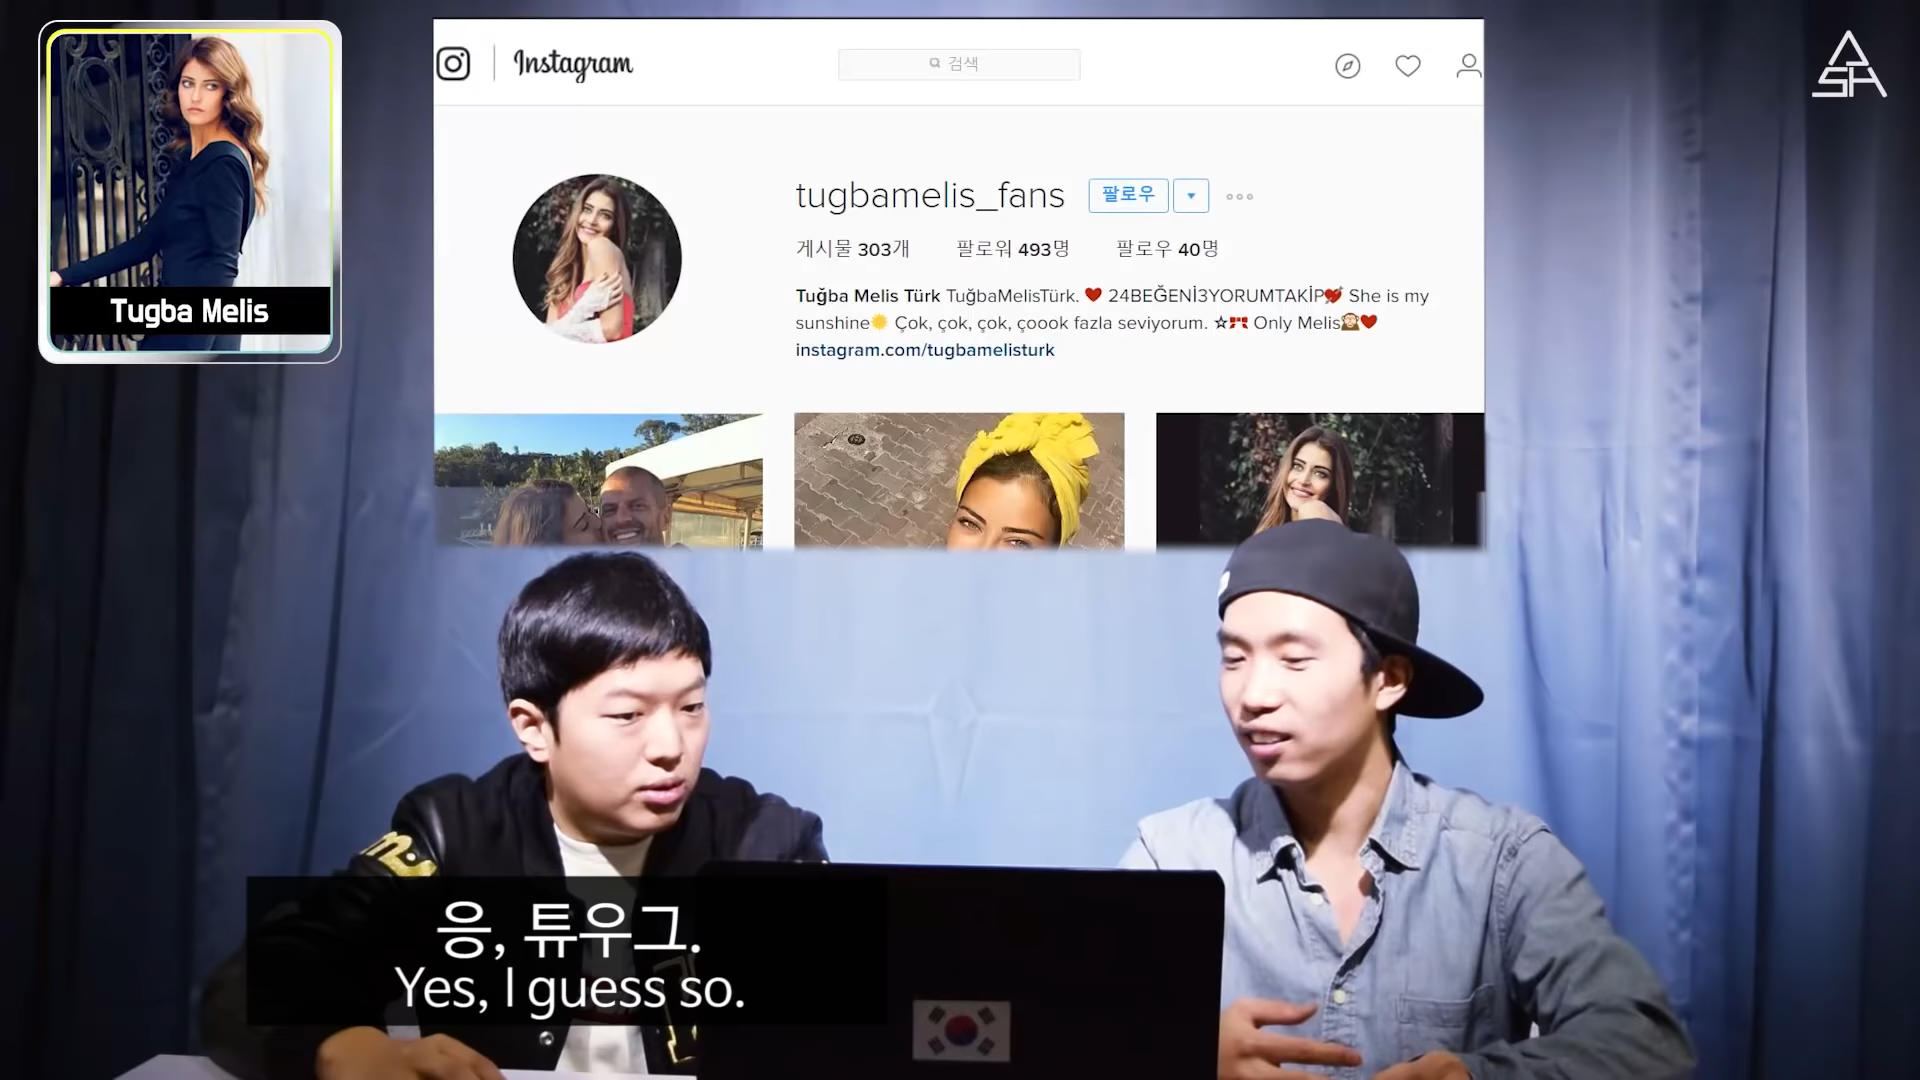 Tugba Melis
Instagram
검색
tugbamelis_fans
팔로우
게시물 303개 팔로워 493명 팔로우 40명
Tuğba Melis Türk TuğbaMelisTürk. ❤️ 24BEĞENİ3YORUMTAKİP💘 She is my
sunshine☀️ Çok, çok, çok, çoook fazla seviyorum. ☆🎀 Only Melis🙈❤️
instagram.com/tugbamelisturk
응, 튜우그.
Yes, I guess so.